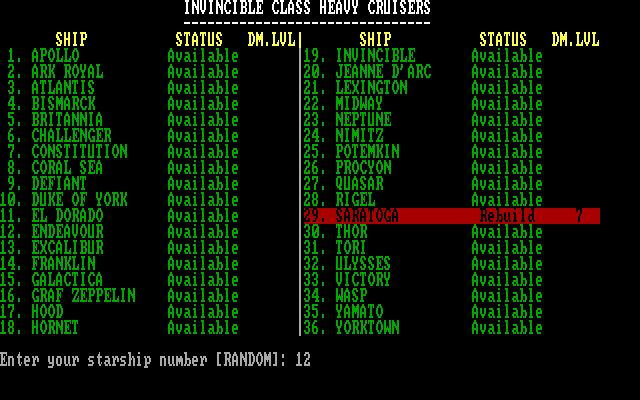 INVINCIBLE CLASS HEAVY CRUISERS
-------------------------------
SHIP STATUS DM.LVL| SHIP STATUS DM.LVL
1. APOLLO Available 19. INVINCIBLE Available
2. ARK ROYAL Available 20. JEANNE D'ARC Available
3. ATLANTIS Available 21. LEXINGTON Available
4. BISMARCK Available 22. MIDWAY Available
5. BRITANNIA Available 23. NEPTUNE Available
6. CHALLENGER Available 24. NIMITZ Available
7. CONSTITUTION Available 25. POTEMKIN Available
8. CORAL SEA Available 26. PROCYON Available
9. DEFIANT Available 27. QUASAR Available
10. DUKE OF YORK Available 28. RIGEL Available
11. EL DORADO Available 29. SARATOGA Rebuild 7
12. ENDEAVOUR Available 30. THOR Available
13. EXCALIBUR Available 31. TORI Available
14. FRANKLIN Available 32. ULYSSES Available
15. GALACTICA Available 33. VICTORY Available
16. GRAF ZEPPELIN Available 34. WASP Available
17. HOOD Available 35. YAMATO Available
18. HORNET Available 36. YORKTOWN Available
Enter your starship number [RANDOM]: 12